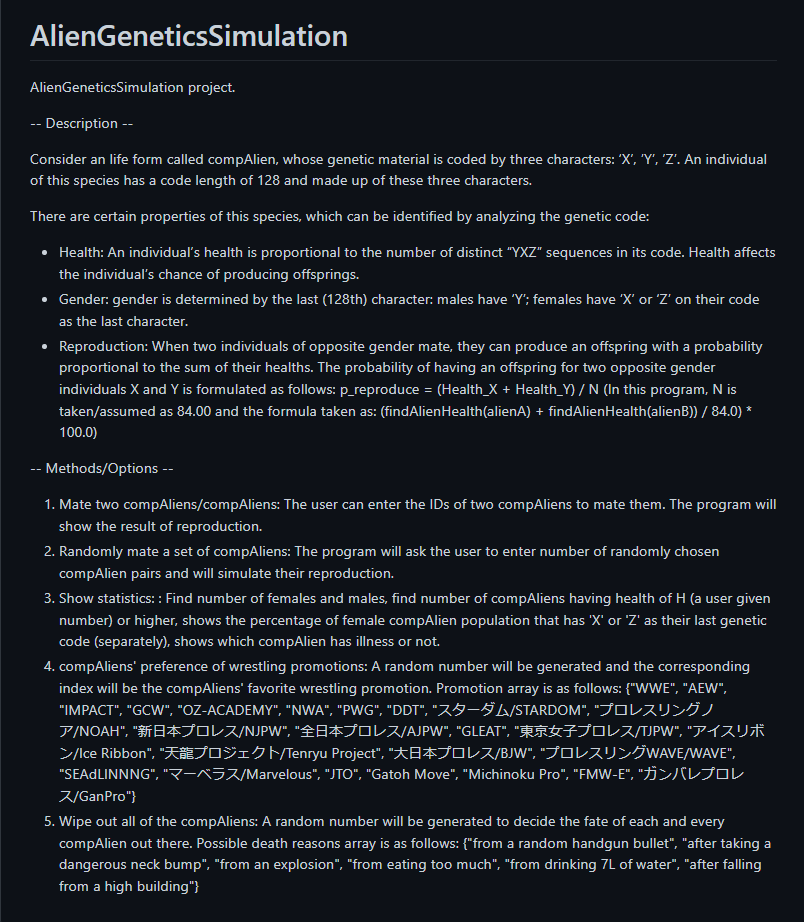 AlienGeneticsSimulation
AlienGeneticsSimulation project.
-- Description --
Consider an life form called compAlien, whose genetic material is coded by three characters: ‘X’, ’Y’, ’Z’. An individual
of this species has a code length of 128 and made up of these three characters.
There are certain properties of this species, which can be identified by analyzing the genetic code:
• Health: An individual’s health is proportional to the number of distinct “YXZ” sequences in its code. Health affects
the individual’s chance of producing offsprings.
• Gender: gender is determined by the last (128th) character: males have ‘Y’; females have ’X’ or ’Z’ on their code
as the last character.
• Reproduction: When two individuals of opposite gender mate, they can produce an offspring with a probability
proportional to the sum of their healths. The probability of having an offspring for two opposite gender
individuals X and Y is formulated as follows: p_reproduce = (Health_X + Health_Y) / N (In this program, N is
taken/assumed as 84.00 and the formula taken as: (findAlienHealth(alienA) + findAlienHealth(alienB)) / 84.0) *
100.0)
-- Methods/Options --
1. Mate two compAliens/compAliens: The user can enter the IDs of two compAliens to mate them. The program will
show the result of reproduction.
2. Randomly mate a set of compAliens: The program will ask the user to enter number of randomly chosen
compAlien pairs and will simulate their reproduction.
3. Show statistics: : Find number of females and males, find number of compAliens having health of H (a user given
number) or higher, shows the percentage of female compAlien population that has 'X' or 'Z' as their last genetic
code (separately), shows which compAlien has illness or not.
4. compAliens' preference of wrestling promotions: A random number will be generated and the corresponding
index will be the compAliens' favorite wrestling promotion. Promotion array is as follows: {"WWE", "AEW",
"IMPACT", "GCW", "OZ-ACADEMY", "NWA", "PWG", "DDT", "スターダム/STARDOM", "プロレスリングノ
ア/NOAH", "新日本プロレス/NJPW", "全日本プロレス/AJPW", "GLEAT", "東京女子プロレス/TJPW", "アイスリボ
ン/Ice Ribbon", "天龍プロジェクト/Tenryu Project", "大日本プロレス/BJW", "プロレスリングWAVE/WAVE",
"SEAdLINNNG", "マーベラス/Marvelous", "JTO", "Gatoh Move", "Michinoku Pro", "FMW-E", "ガンバレプロレ
ス/GanPro"}
5. Wipe out all of the compAliens: A random number will be generated to decide the fate of each and every
compAlien out there. Possible death reasons array is as follows: {"from a random handgun bullet", "after taking a
dangerous neck bump", "from an explosion", "from eating too much", "from drinking 7L of water", "after falling
from a high building"}